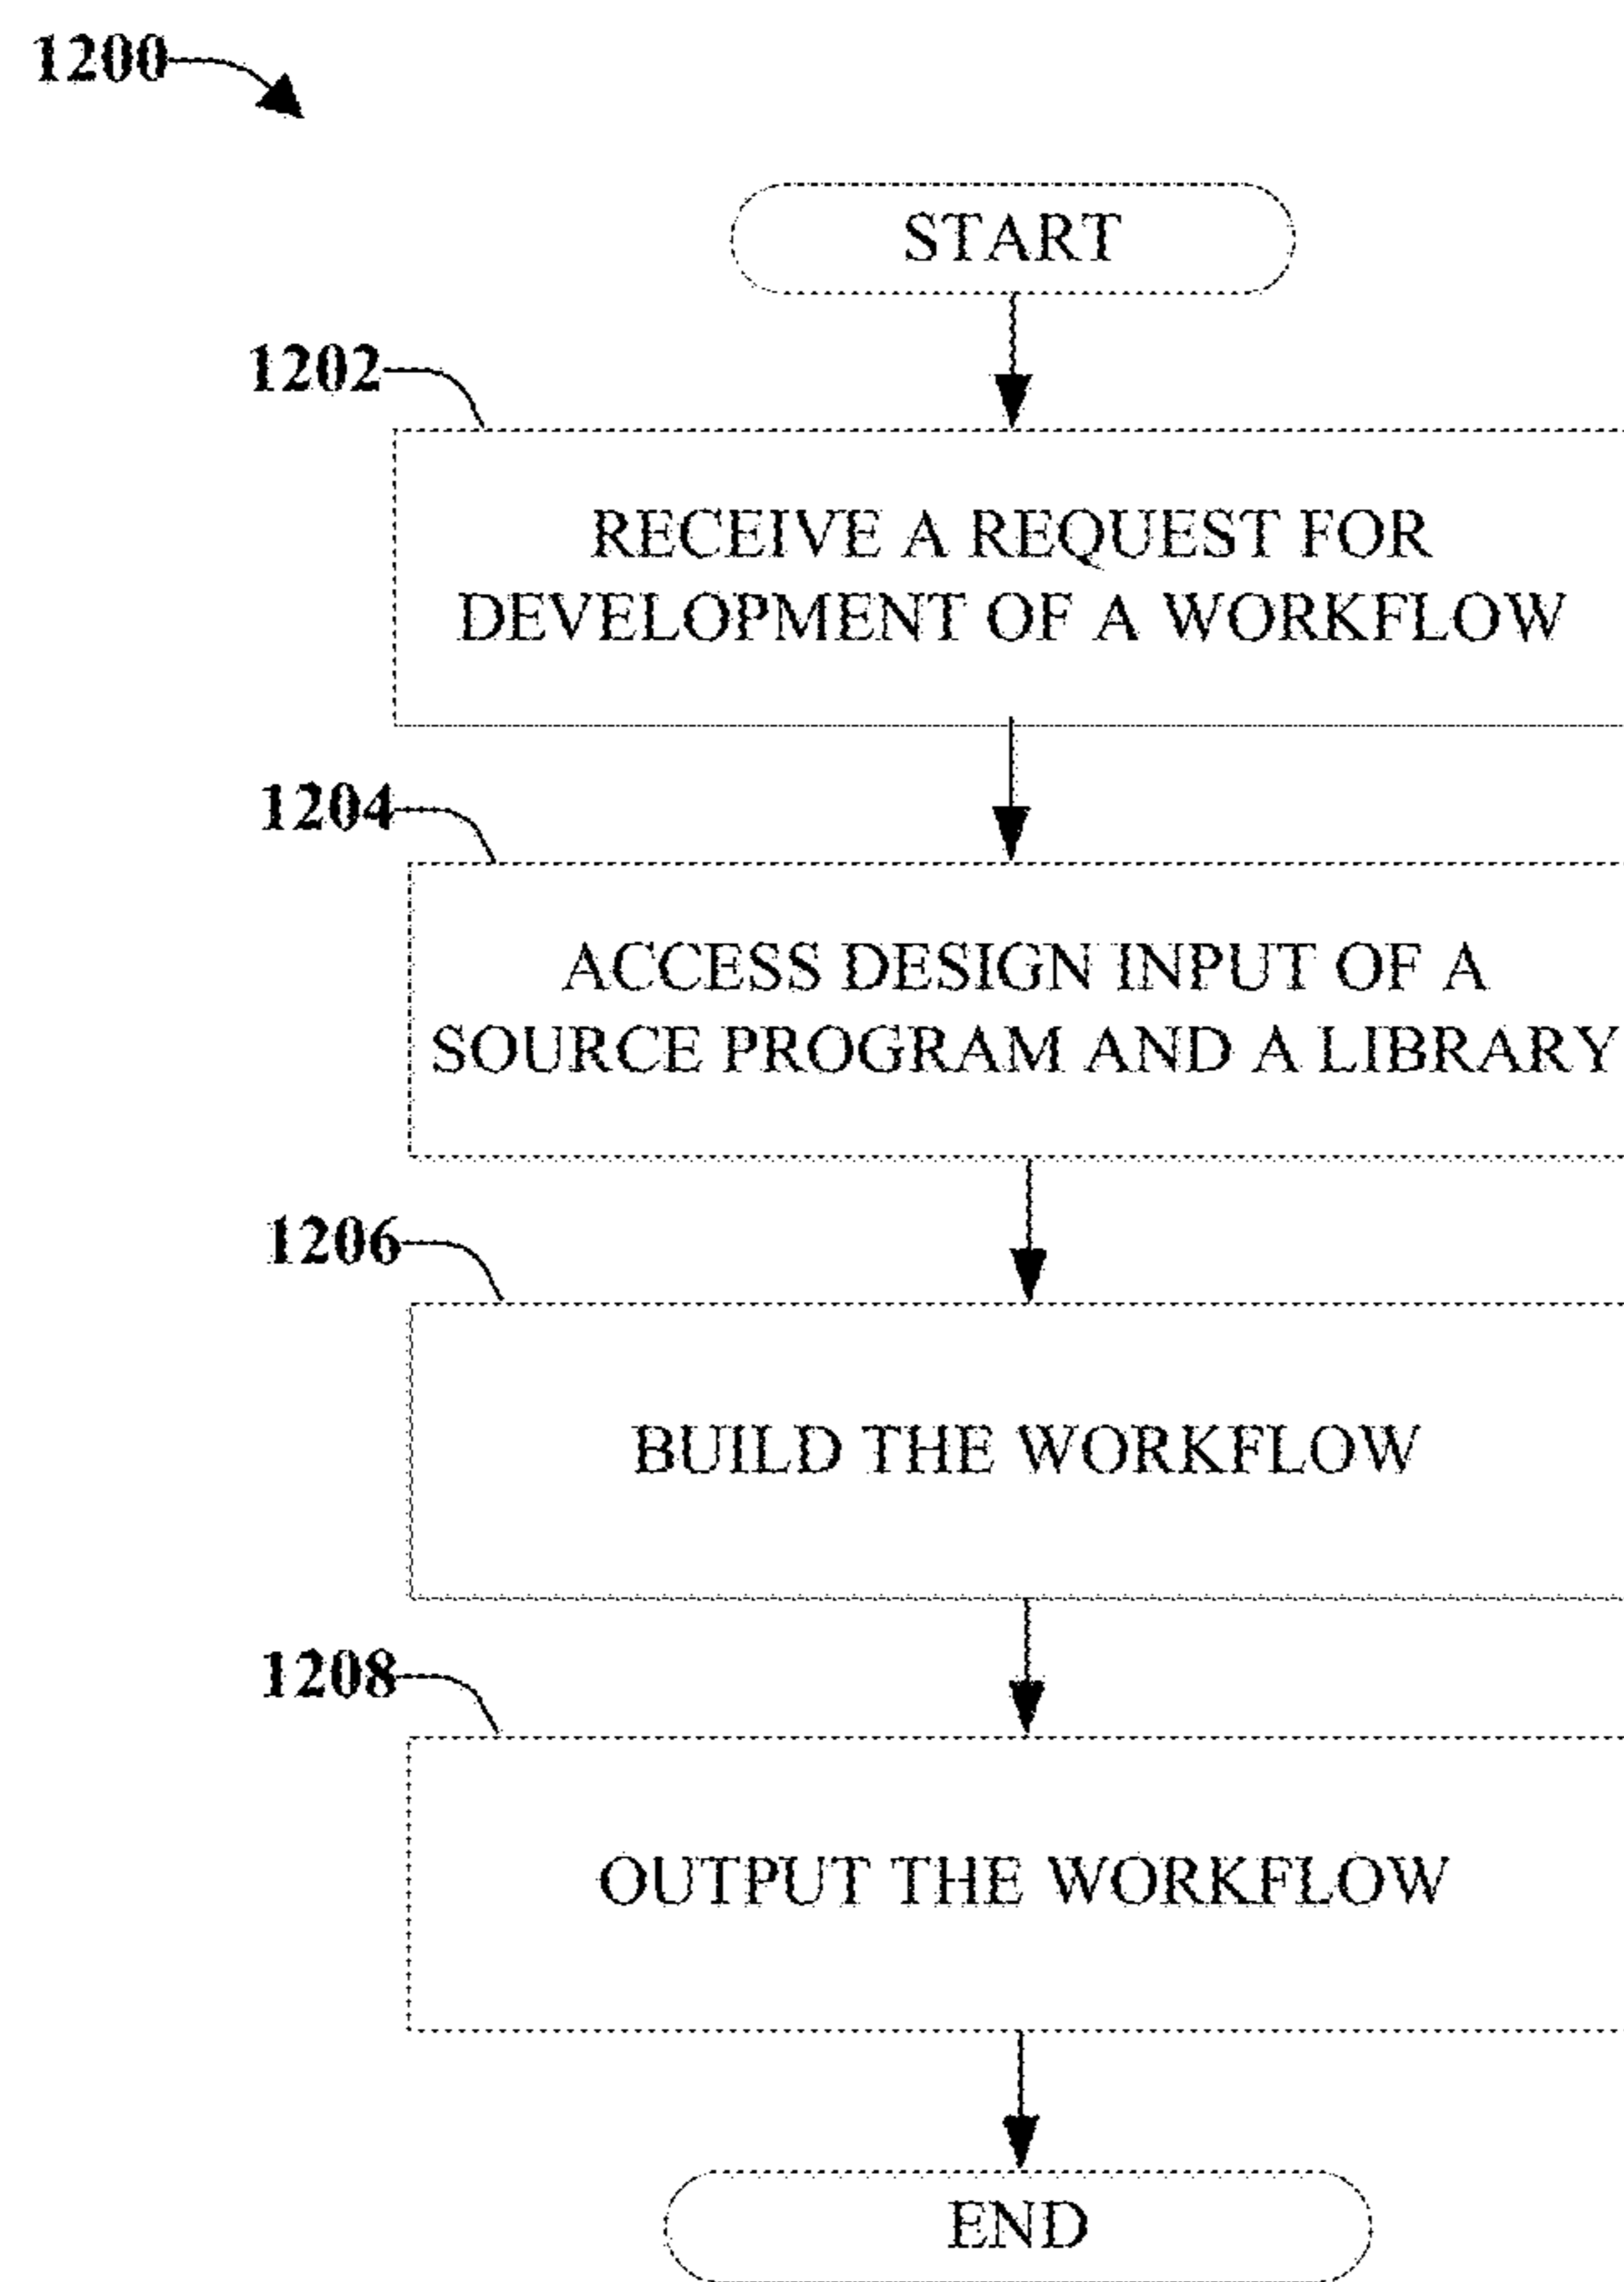 1200
START
1202
RECEIVE A REQUEST FOR
DEVELOPMENT OF A WORKFLOW
1204
ACCESS DESIGN INPUT OF A
SOURCE PROGRAM AND A LIBRARY
1206
BUILD THE WORKFLOW
1208
OUTPUT THE WORKFLOW
END